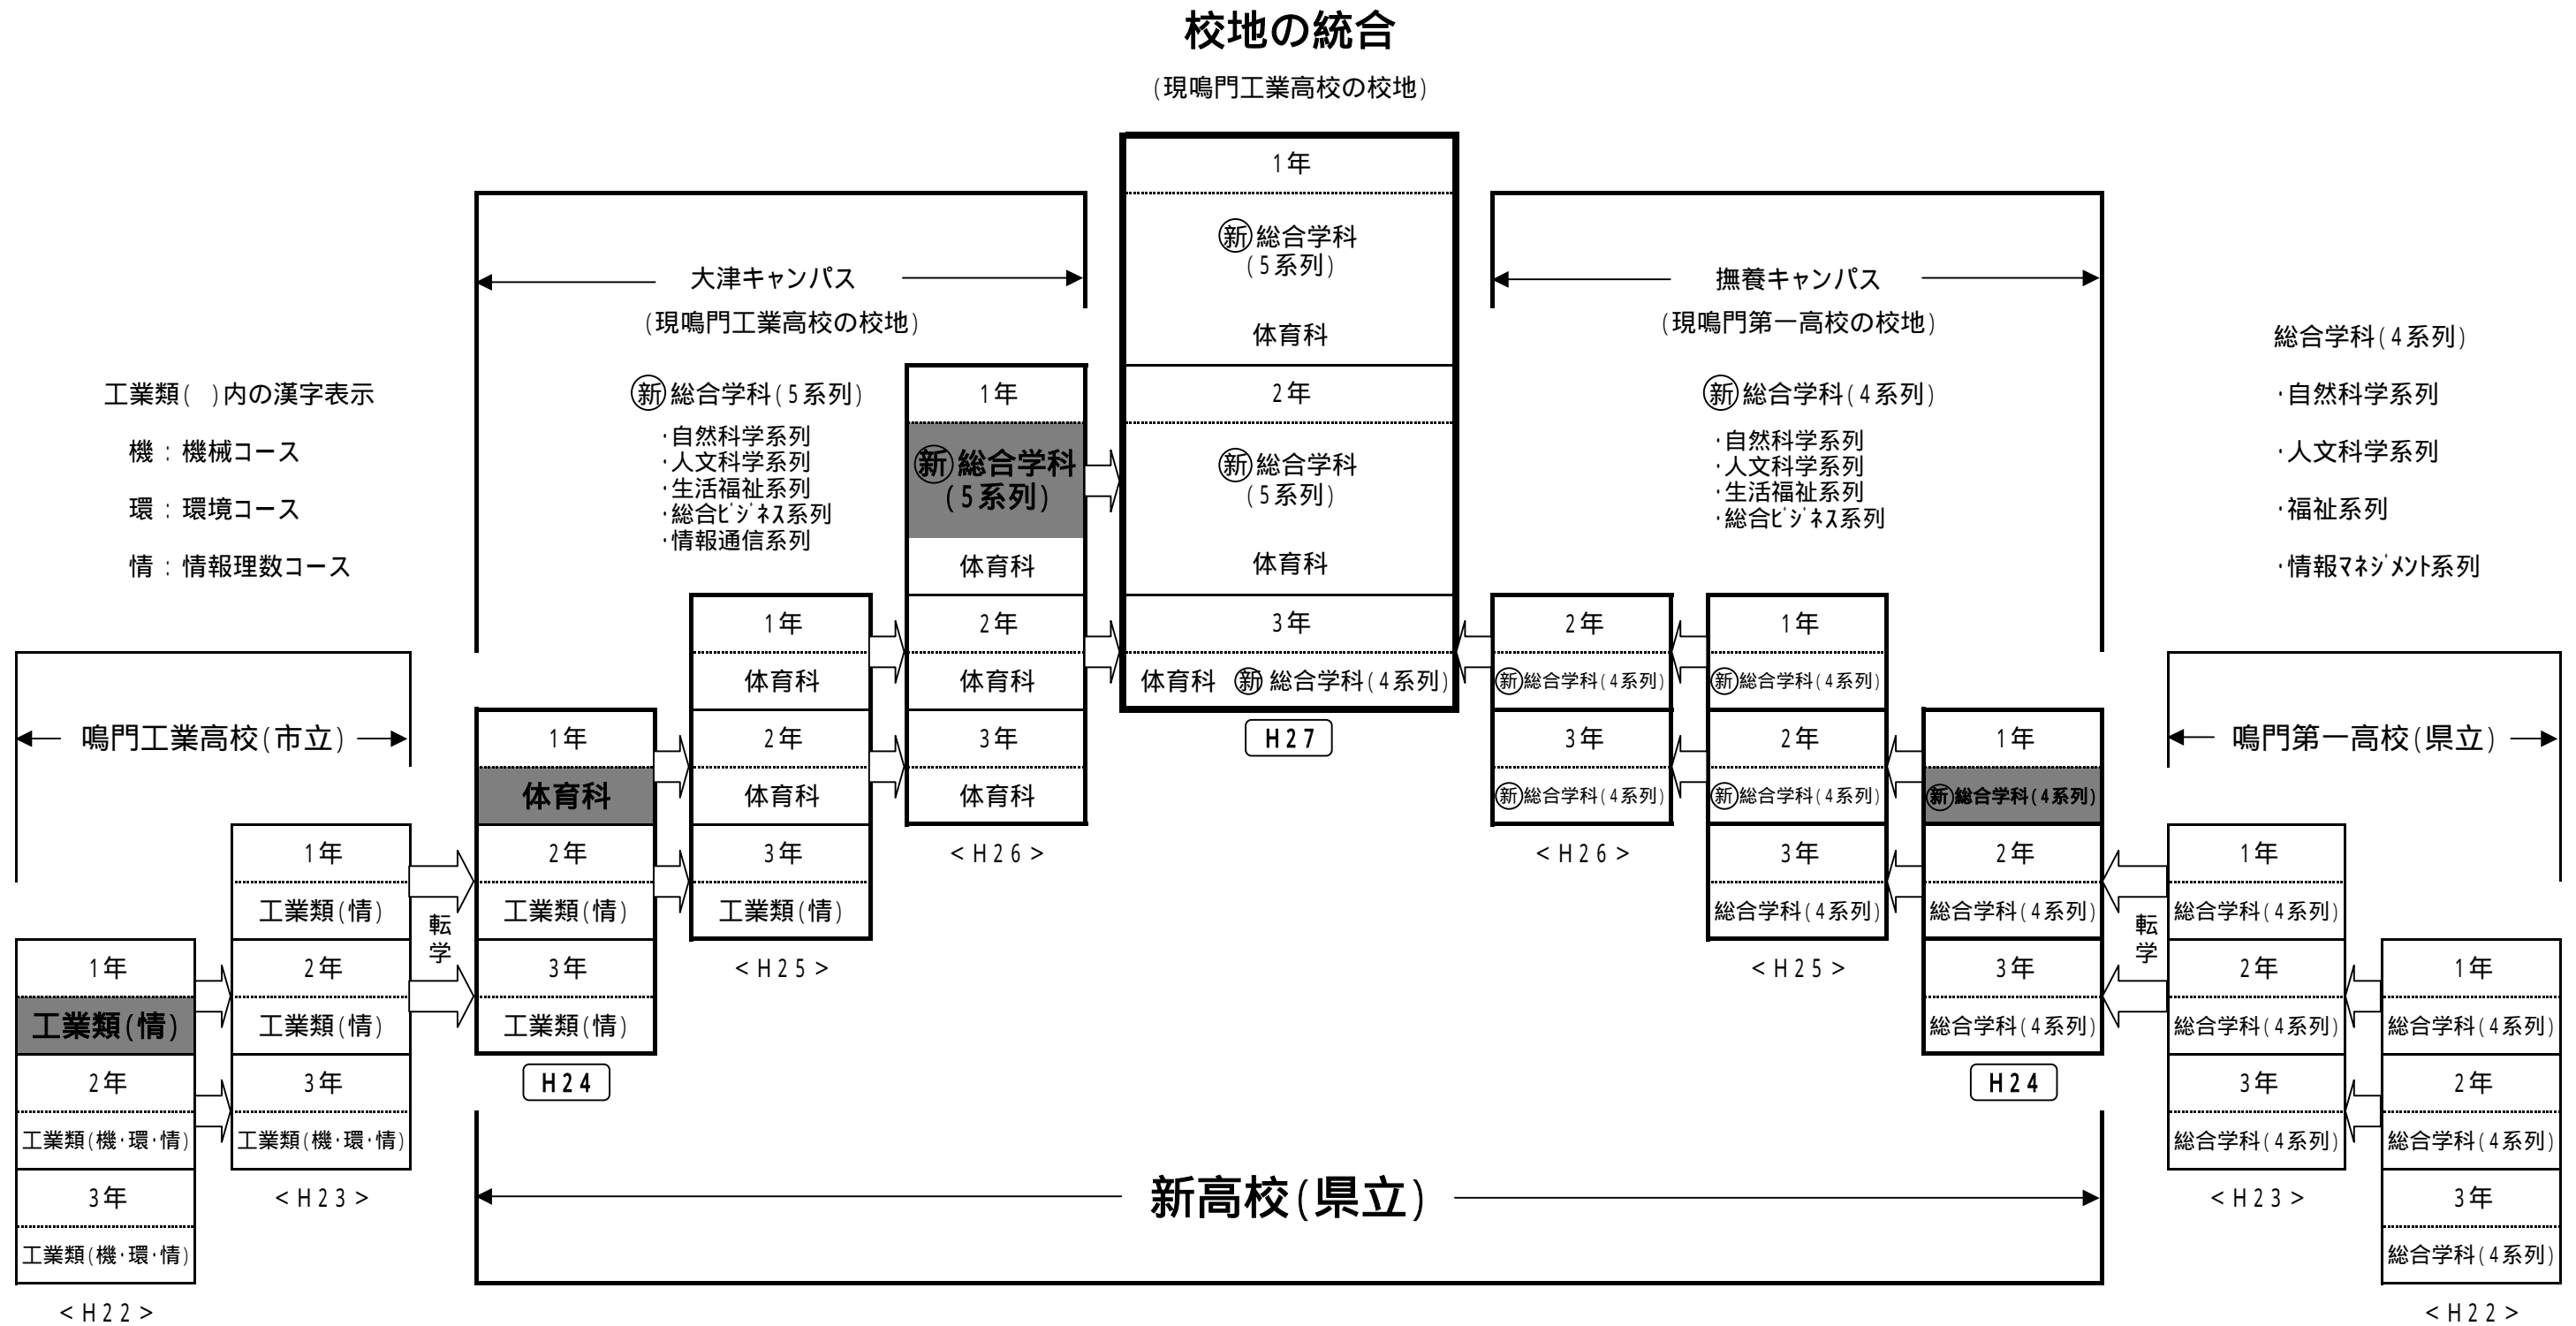 校地の統合
(現鳴門工業高校の校地)
工業類(　)内の漢字表示
機：機械コース
環：環境コース
情：情報理数コース
鳴門工業高校(市立)
1年
工業類(情)
2年
工業類(機・環・情)
3年
工業類(機・環・情)
<H22>
1年
工業類(情)
2年
工業類(情)
3年
工業類(機・環・情)
<H23>
転学
大津キャンパス
(現鳴門工業高校の校地)
㊟新総合学科(5系列)
・自然科学系列
・人文科学系列
・生活福祉系列
・総合ﾋﾞｼﾞﾈｽ系列
・情報通信系列
1年
体育科
2年
工業類(情)
3年
工業類(情)
H24
1年
体育科
2年
体育科
3年
工業類(情)
<H25>
1年
新総合学科
(5系列)
体育科
2年
体育科
3年
体育科
<H26>
1年
新総合学科
(5系列)
体育科
2年
新総合学科
(5系列)
体育科
3年
体育科 新総合学科(4系列)
H27
撫養キャンパス
(現鳴門第一高校の校地)
新総合学科(4系列)
・自然科学系列
・人文科学系列
・生活福祉系列
・総合ﾋﾞｼﾞﾈｽ系列
2年
新総合学科(4系列)
3年
新総合学科(4系列)
<H26>
1年
新総合学科(4系列)
2年
新総合学科(4系列)
3年
総合学科(4系列)
<H25>
1年
新総合学科(4系列)
2年
総合学科(4系列)
3年
総合学科(4系列)
H24
転学
総合学科(4系列)
・自然科学系列
・人文科学系列
・福祉系列
・情報ﾏﾈｼﾞﾒﾝﾄ系列
鳴門第一高校(県立)
1年
総合学科(4系列)
2年
総合学科(4系列)
3年
総合学科(4系列)
<H23>
1年
総合学科(4系列)
2年
総合学科(4系列)
3年
総合学科(4系列)
<H22>
新高校(県立)